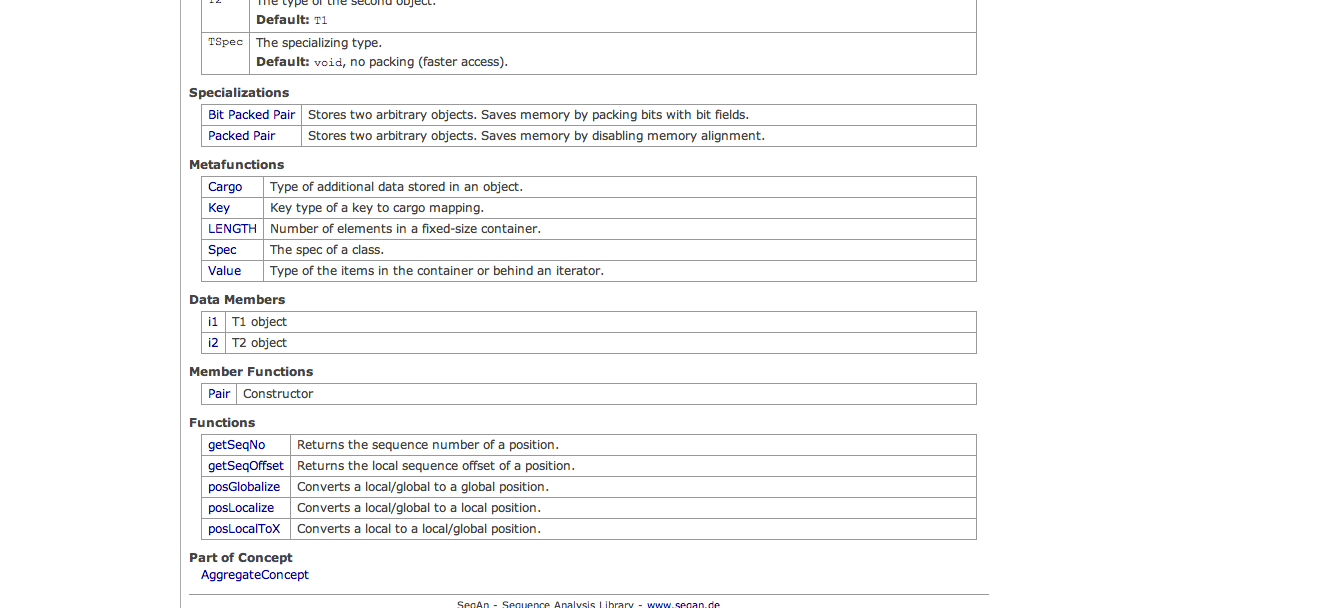 T2 The type of the second object.
Default: T1
TSpec The specializing type.
Default: void, no packing (faster access).
Specializations
Bit Packed Pair Stores two arbitrary objects. Saves memory by packing bits with bit fields.
Packed Pair Stores two arbitrary objects. Saves memory by disabling memory alignment.
Metafunctions
Cargo Type of additional data stored in an object.
Key Key type of a key to cargo mapping.
LENGTH Number of elements in a fixed-size container.
Spec The spec of a class.
Value Type of the items in the container or behind an iterator.
Data Members
i1 T1 object
i2 T2 object
Member Functions
Pair Constructor
Functions
getSeqNo Returns the sequence number of a position.
getSeqOffset Returns the local sequence offset of a position.
posGlobalize Converts a local/global to a global position.
posLocalize Converts a local/global to a local position.
posLocalToX Converts a local to a local/global position.
Part of Concept
AggregateConcept
SeqAn - Sequence Analysis Library - www.seqan.de